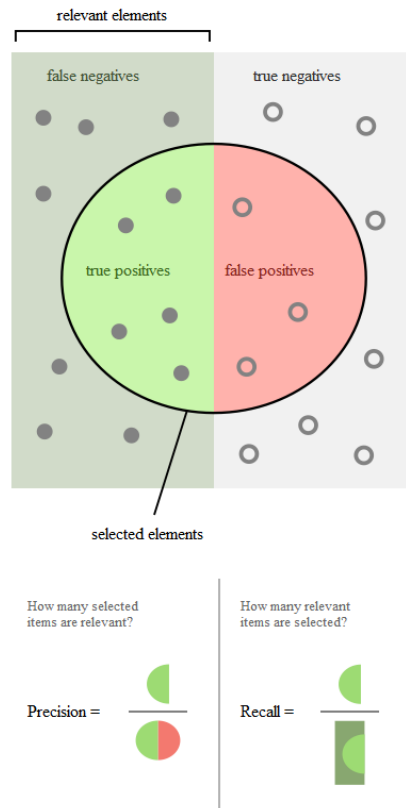 relevant elements
false negatives
true negatives
true positives
false positives
selected elements
How many selected
items are relevant?
How many relevant
items are selected?
Precision =
Recall =